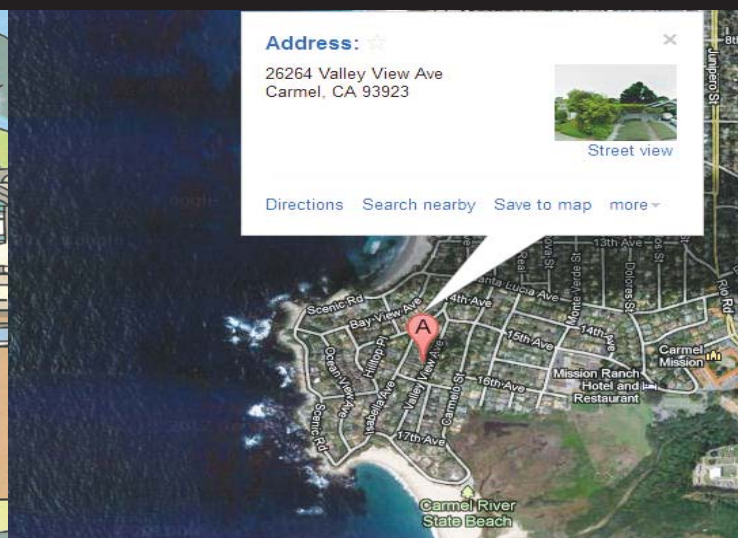 Address:
26264 Valley View Ave
Carmel, CA 93923
Street view
Directions Search nearby Save to map more
8th
Junipero St
13th Ave
Santa Lucia Ave
Monte Verde St
Dolores St
Rio Rd
Scenic Rd
Bay View Ave
14th Ave
A
15th Ave
14th Ave
Hilltop Pl
Ocean View Ave
Isabella Ave
Valley View Ave
Carmelo St
16th Ave
Carmel
Mission
Mission Ranch
Hotel and
Restaurant
Scenic Rd
17th Ave
Carmel River
State Beach